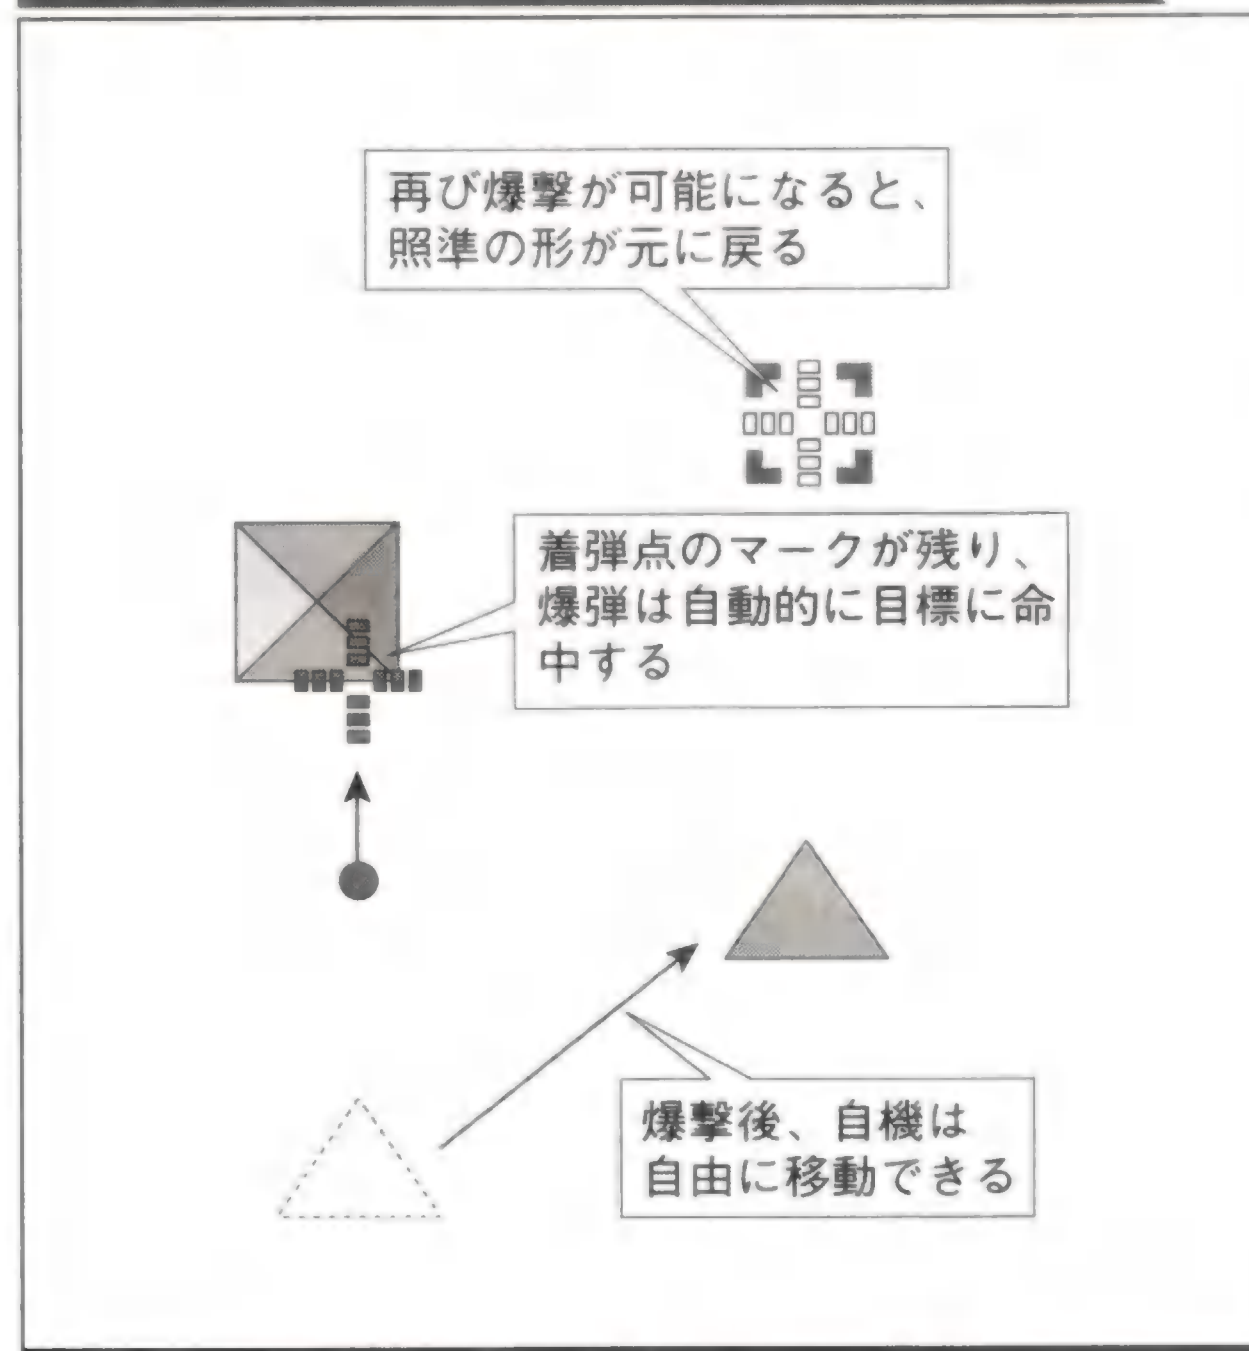 再び爆撃が可能になると、
照準の形が元に戻る
着弾点のマークが残り、
爆弾は自動的に目標に命
中する
爆撃後、自機は
自由に移動できる